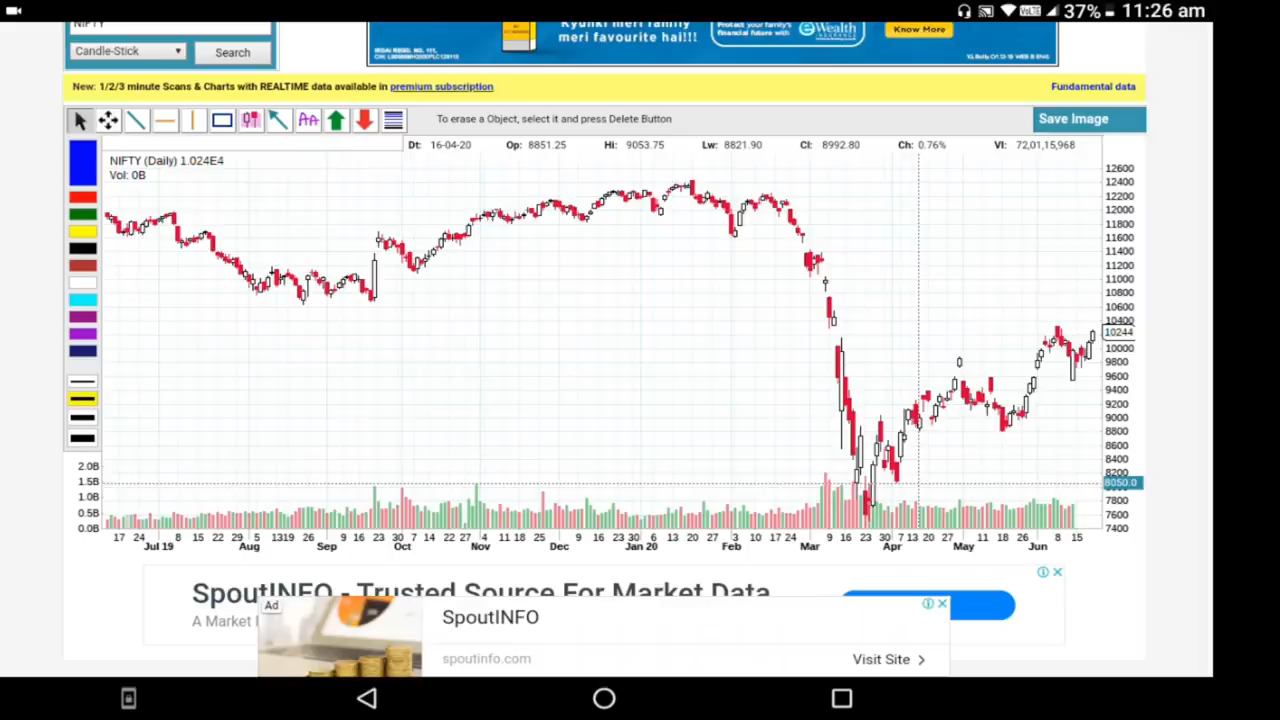 37% 11:26 am
VoLTE
NIFTY
Kyunki meri family
meri favourite hai!!!
Protect your family's
financial future with
eWealth
INSURANCE
Know More
Candle-Stick
Search
New: 1/2/3 minute Scans & Charts with REALTIME data available in premium subscription
Fundamental data
To erase a Object, select it and press Delete Button
Save Image
Dt: 16-04-20 Op: 8851.25 Hi: 9053.75 Lw: 8821.90 Cl: 8992.80 Ch: 0.76% Vl: 72,01,15,968
NIFTY (Daily) 1.024E4
Vol: 0B
12600
12400
12200
12000
11800
11600
11400
11200
11000
10800
10600
10400
10244
10000
9800
9600
9400
9200
9000
8800
8600
8400
8200
8050.0
7800
7600
7400
2.0B
1.5B
1.0B
0.5B
0.0B
17 24 8 15 22 29 5 1319 26 9 16 23 7 14 22 27 4 11 18 25 9 16 23 30 6 13 20 27 3 10 17 24 9 16 23 30 7 13 20 27 11 18 26 8 15
Jul 19 Aug Sep Oct Nov Dec Jan 20 Feb Mar Apr May Jun
SpoutINFO - Trusted Source For Market Data
A Market
Ad
SpoutINFO
spoutinfo.com
Visit Site